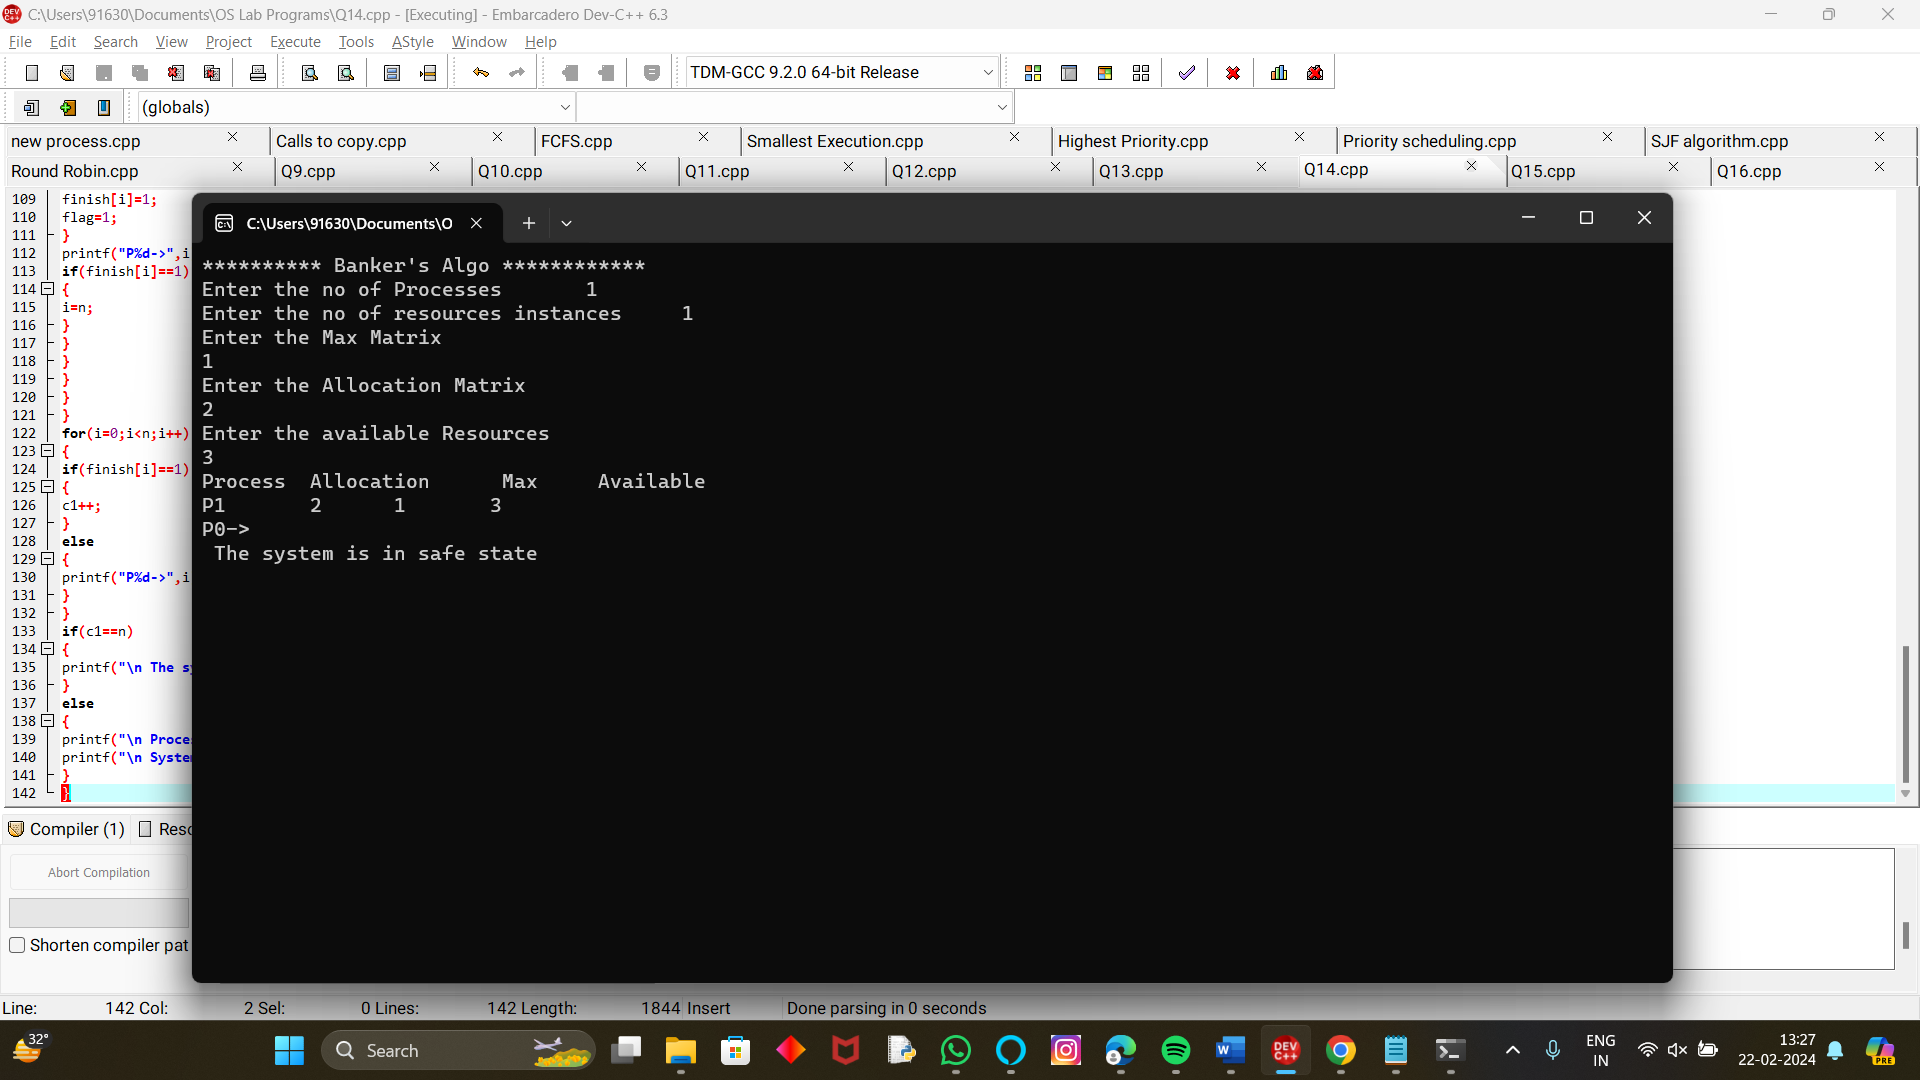 C:\Users\91630\Documents\OS Lab Programs\Q14.cpp - [Executing] - Embarcadero Dev-C++ 6.3
File Edit Search View Project Execute Tools AStyle Window Help
TDM-GCC 9.2.0 64-bit Release
(globals)
new process.cpp Calls to copy.cpp FCFS.cpp Smallest Execution.cpp Highest Priority.cpp Priority scheduling.cpp SJF algorithm.cpp
Round Robin.cpp Q9.cpp Q10.cpp Q11.cpp Q12.cpp Q13.cpp Q14.cpp Q15.cpp Q16.cpp
109 finish[i]=1;
110 flag=1;
111 }
112 printf("P%d->",i
113 if(finish[i]==1)
114 {
115 i=n;
116 }
117 }
118 }
119 }
120 }
121 }
122 for(i=0;i<n;i++)
123 {
124 if(finish[i]==1)
125 {
126 c1++;
127 }
128 else
129 {
130 printf("P%d->",i
131 }
132 }
133 if(c1==n)
134 {
135 printf("\n The s
136 }
137 else
138 {
139 printf("\n Proce
140 printf("\n Syste
141 }
142 }
C:\Users\91630\Documents\O
********** Banker's Algo ************
Enter the no of Processes 1
Enter the no of resources instances 1
Enter the Max Matrix
1
Enter the Allocation Matrix
2
Enter the available Resources
3
Process Allocation Max Available
P1 2 1 3
P0->
The system is in safe state
Compiler (1) Reso
Abort Compilation
Shorten compiler pat
Line: 142 Col: 2 Sel: 0 Lines: 142 Length: 1844 Insert Done parsing in 0 seconds
32°
Search
DEV C++
PRE
ENG
IN
13:27
22-02-2024